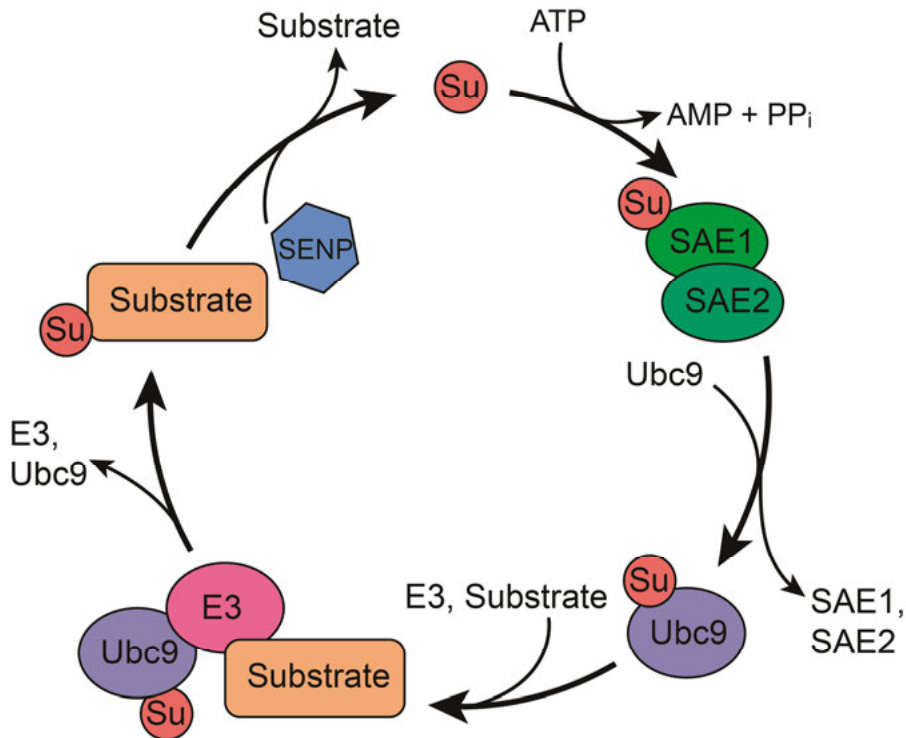 Substrate
ATP
Su
AMP + PPi
Su
SAE1
SAE2
SENP
Substrate
Su
Ubc9
E3,
Ubc9
E3, Substrate
Su
Ubc9
SAE1,
SAE2
E3
Ubc9
Substrate
Su